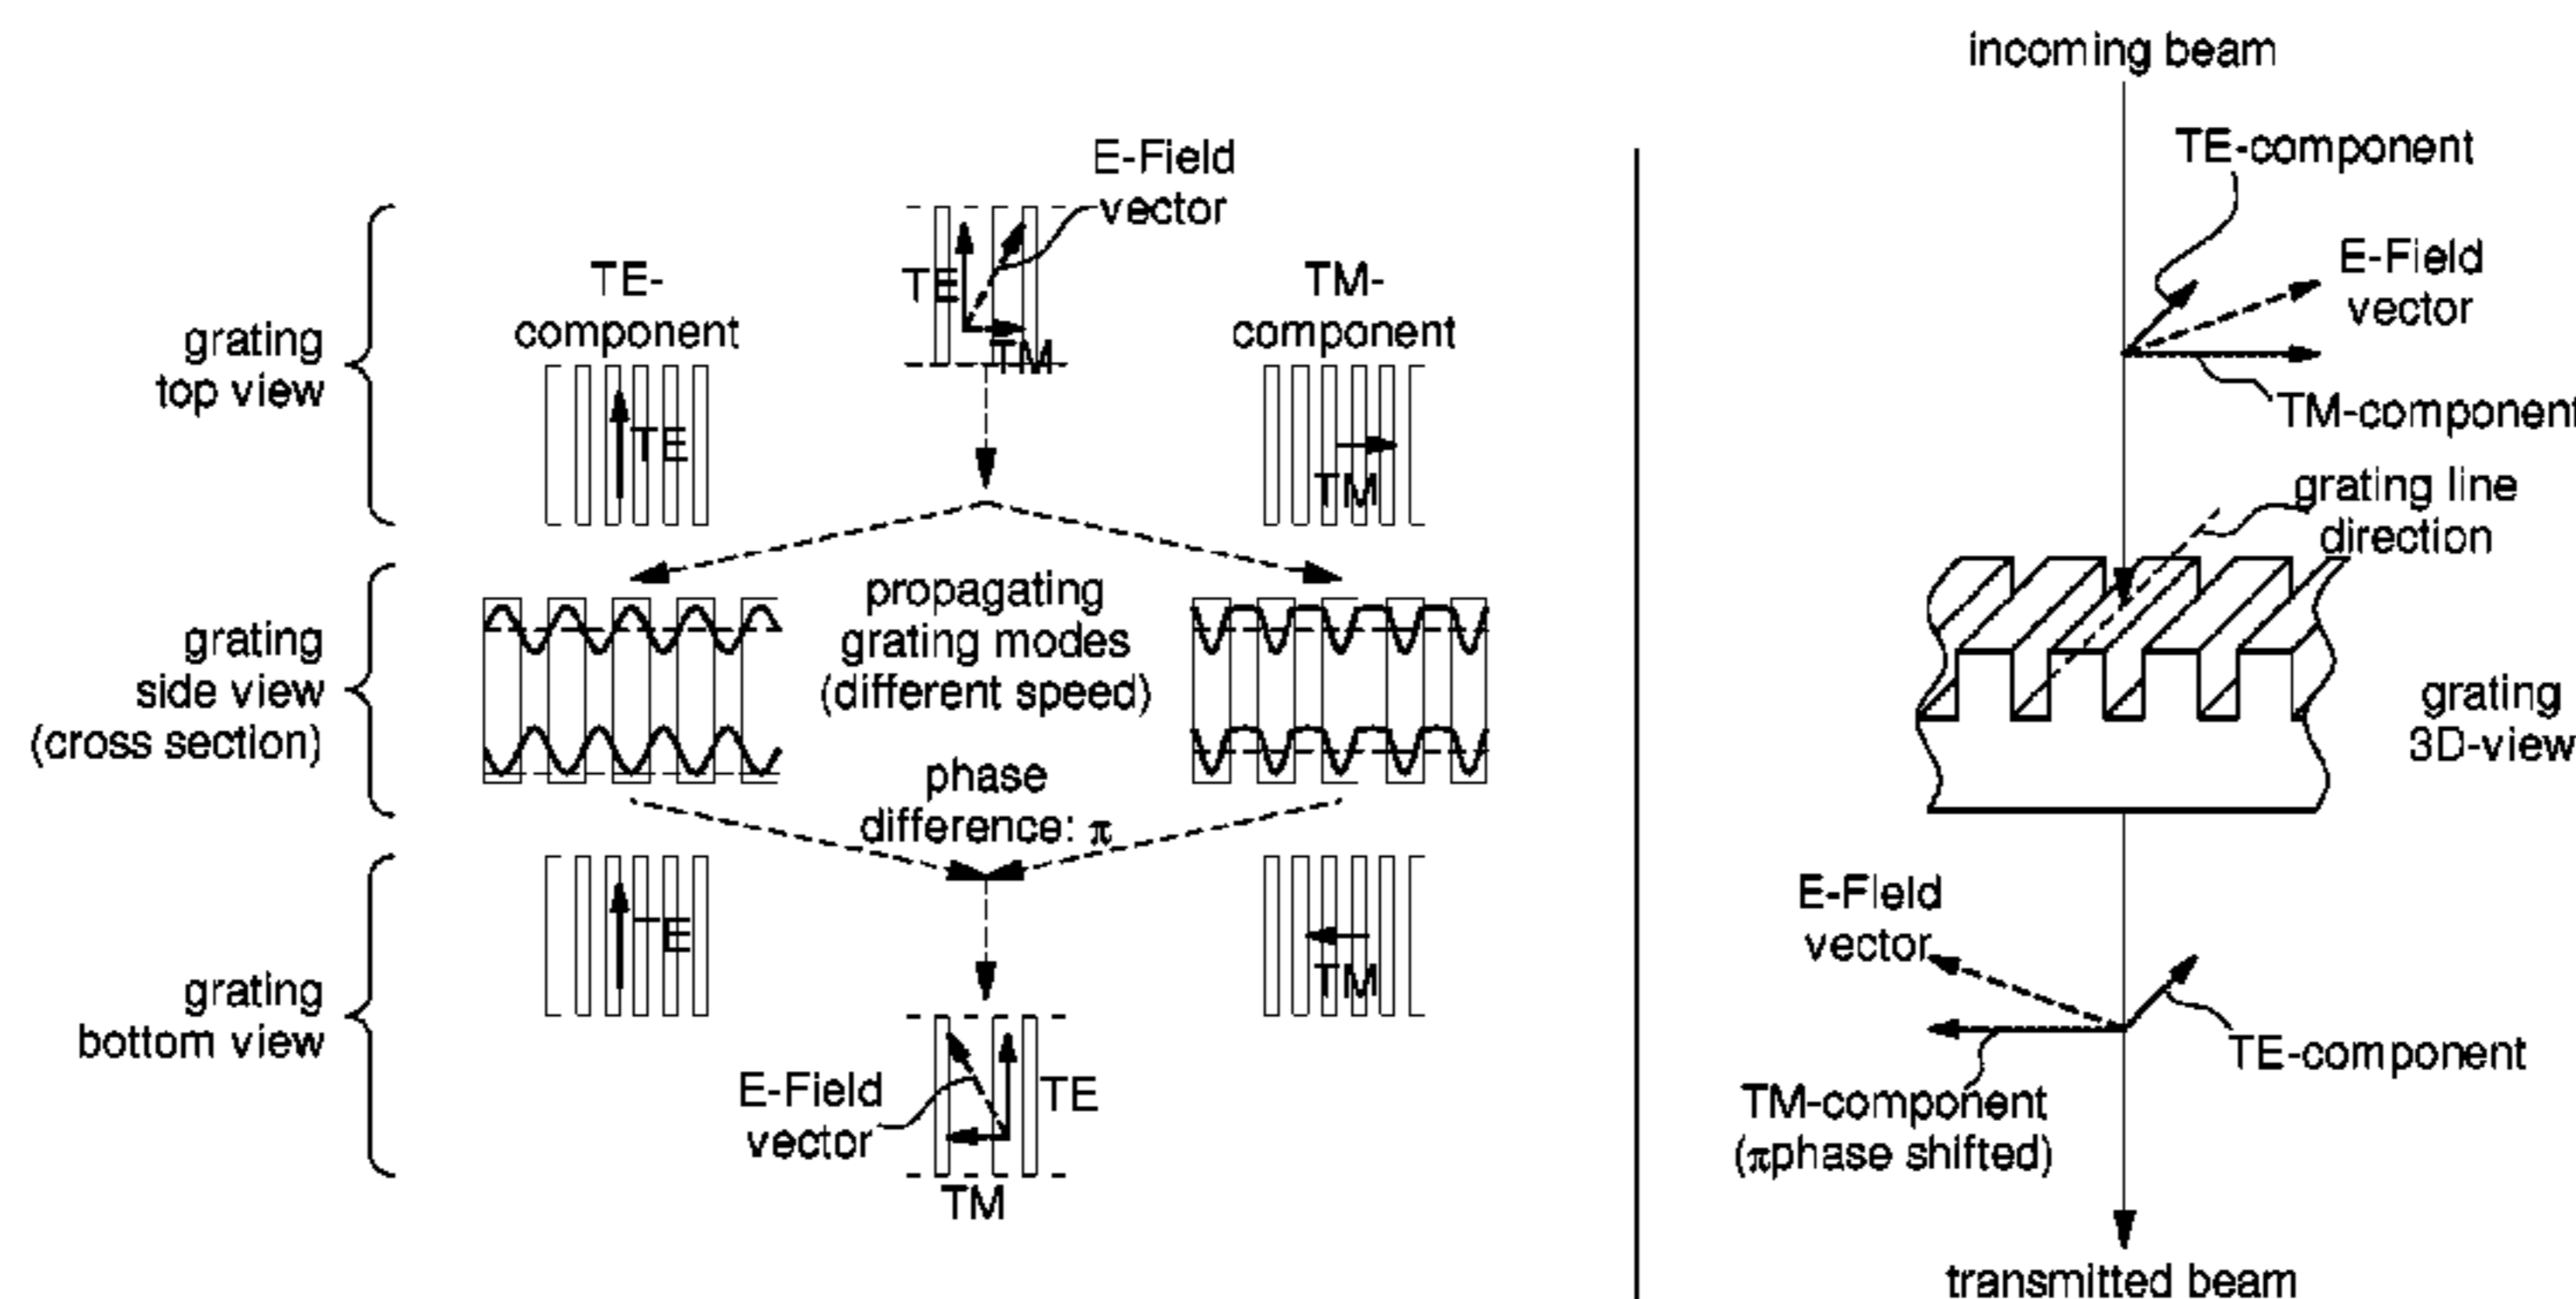 E-Field
vector
TE
TM
TE-
component
TM-
component
grating
top view
TE
TM
grating
side view
(cross section)
propagating
grating modes
(different speed)
phase
difference: π
grating
bottom view
TE
TM
E-Field
vector
TE
TM
incoming beam
TE-component
E-Field
vector
TM-component
grating line
direction
grating
3D-view
E-Field
vector
TE-component
TM-component
(πphase shifted)
transmitted beam